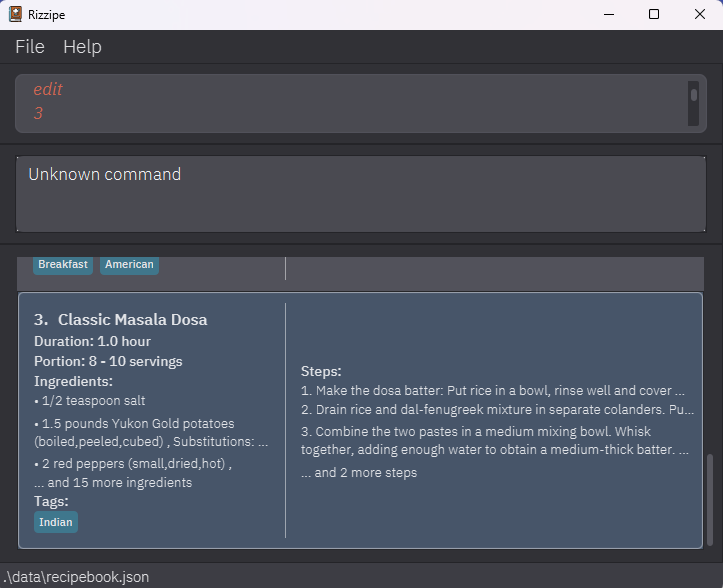 Rizzipe
File Help
edit
3
Unknown command
Breakfast American
3. Classic Masala Dosa
Duration: 1.0 hour
Portion: 8 - 10 servings
Ingredients:
• 1/2 teaspoon salt
• 1.5 pounds Yukon Gold potatoes
(boiled,peeled,cubed) , Substitutions: ...
• 2 red peppers (small,dried,hot) ,
... and 15 more ingredients
Tags:
Indian
Steps:
1. Make the dosa batter: Put rice in a bowl, rinse well and cover ...
2. Drain rice and dal-fenugreek mixture in separate colanders. Pu...
3. Combine the two pastes in a medium mixing bowl. Whisk
together, adding enough water to obtain a medium-thick batter. ...
... and 2 more steps
.\data\recipebook.json